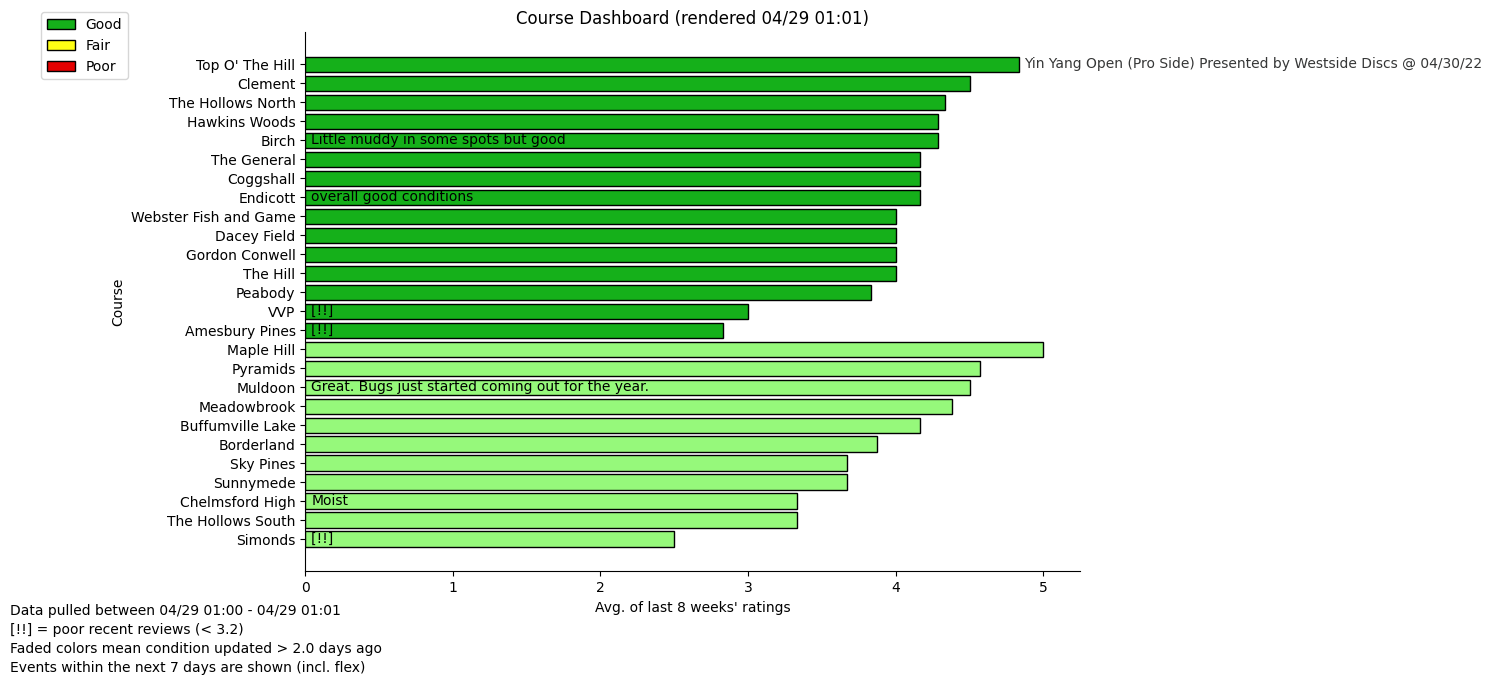 Good
Fair
Poor
Course Dashboard (rendered 04/29 01:01)
Top O' The Hill
Yin Yang Open (Pro Side) Presented by Westside Discs @ 04/30/22
Clement
The Hollows North
Hawkins Woods
Birch
Little muddy in some spots but good
The General
Coggshall
Endicott
overall good conditions
Webster Fish and Game
Dacey Field
Gordon Conwell
The Hill
Peabody
VVP
[!!]
Amesbury Pines
[!!]
Maple Hill
Pyramids
Muldoon
Great. Bugs just started coming out for the year.
Meadowbrook
Buffumville Lake
Borderland
Sky Pines
Sunnymede
Chelmsford High
Moist
The Hollows South
Simonds
[!!]
Course
0 1 2 3 4 5
Avg. of last 8 weeks' ratings
Data pulled between 04/29 01:00 - 04/29 01:01
[!!] = poor recent reviews (< 3.2)
Faded colors mean condition updated > 2.0 days ago
Events within the next 7 days are shown (incl. flex)